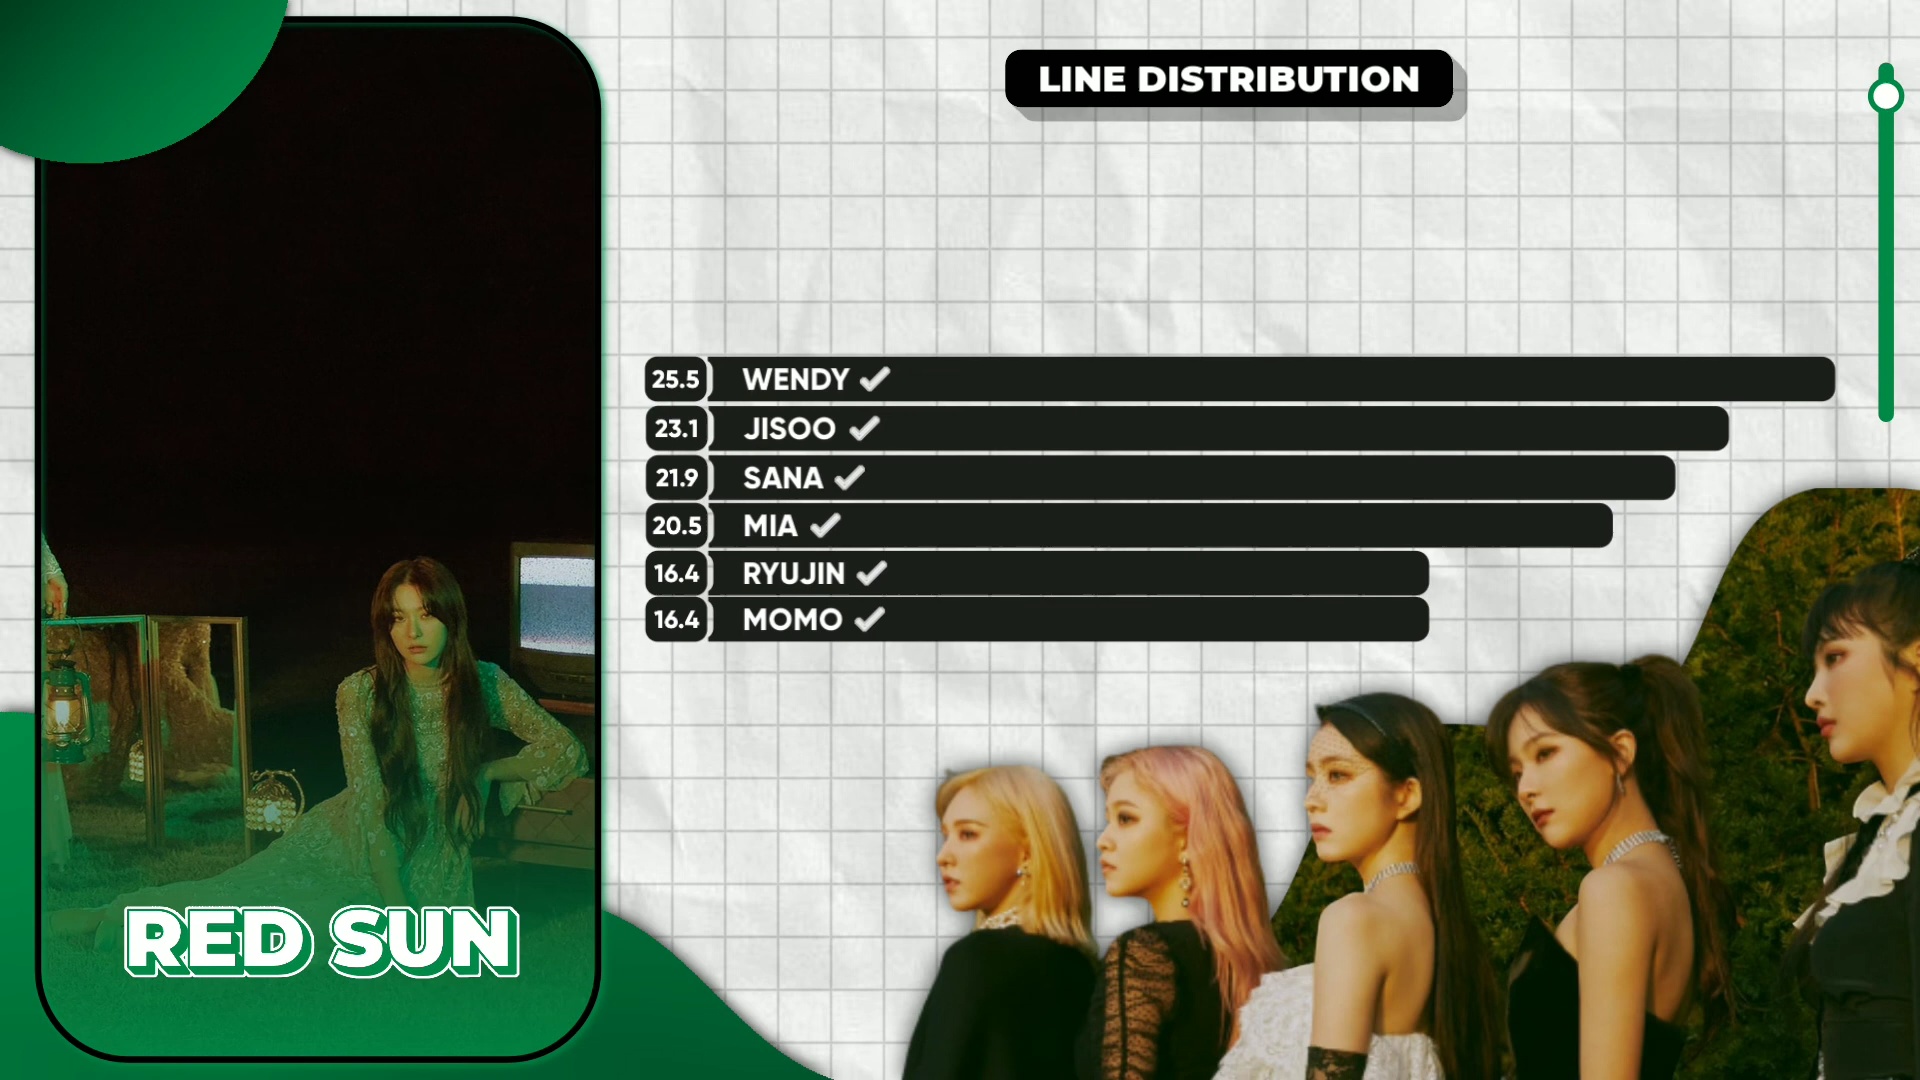 LINE DISTRIBUTION
25.5 WENDY ✓
23.1 JISOO ✓
21.9 SANA ✓
20.5 MIA ✓
16.4 RYUJIN ✓
16.4 MOMO ✓
RED SUN